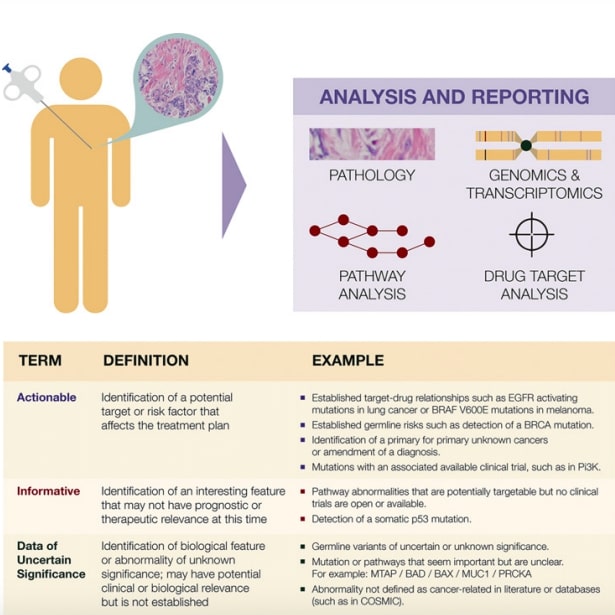 ANALYSIS AND REPORTING
PATHOLOGY
GENOMICS &
TRANSCRIPTOMICS
PATHWAY
ANALYSIS
DRUG TARGET
ANALYSIS
TERM DEFINITION EXAMPLE
Actionable
Identification of a potential
target or risk factor that
affects the treatment plan
▪ Established target-drug relationships such as EGFR activating
mutations in lung cancer or BRAF V600E mutations in melanoma.
▪ Established germline risks such as detection of a BRCA mutation.
▪ Identification of a primary for primary unknown cancers
or amendment of a diagnosis.
▪ Mutations with an associated available clinical trial, such as in Pi3K.
Informative
Identification of an interesting feature
that may not have prognostic or
therapeutic relevance at this time
▪ Pathway abnormalities that are potentially targetable but no clinical
trials are open or available.
▪ Detection of a somatic p53 mutation.
Data of
Uncertain
Significance
Identification of biological feature
or abnormality of unknown
significance; may have potential
clinical or biological relevance
but is not established
▪ Germline variants of uncertain or unknown significance.
▪ Mutation or pathways that seem important but are unclear.
For example: MTAP / BAD / BAX / MUC1 / PRCKA
▪ Abnormality not defined as cancer-related in literature or databases
(such as in COSMIC).